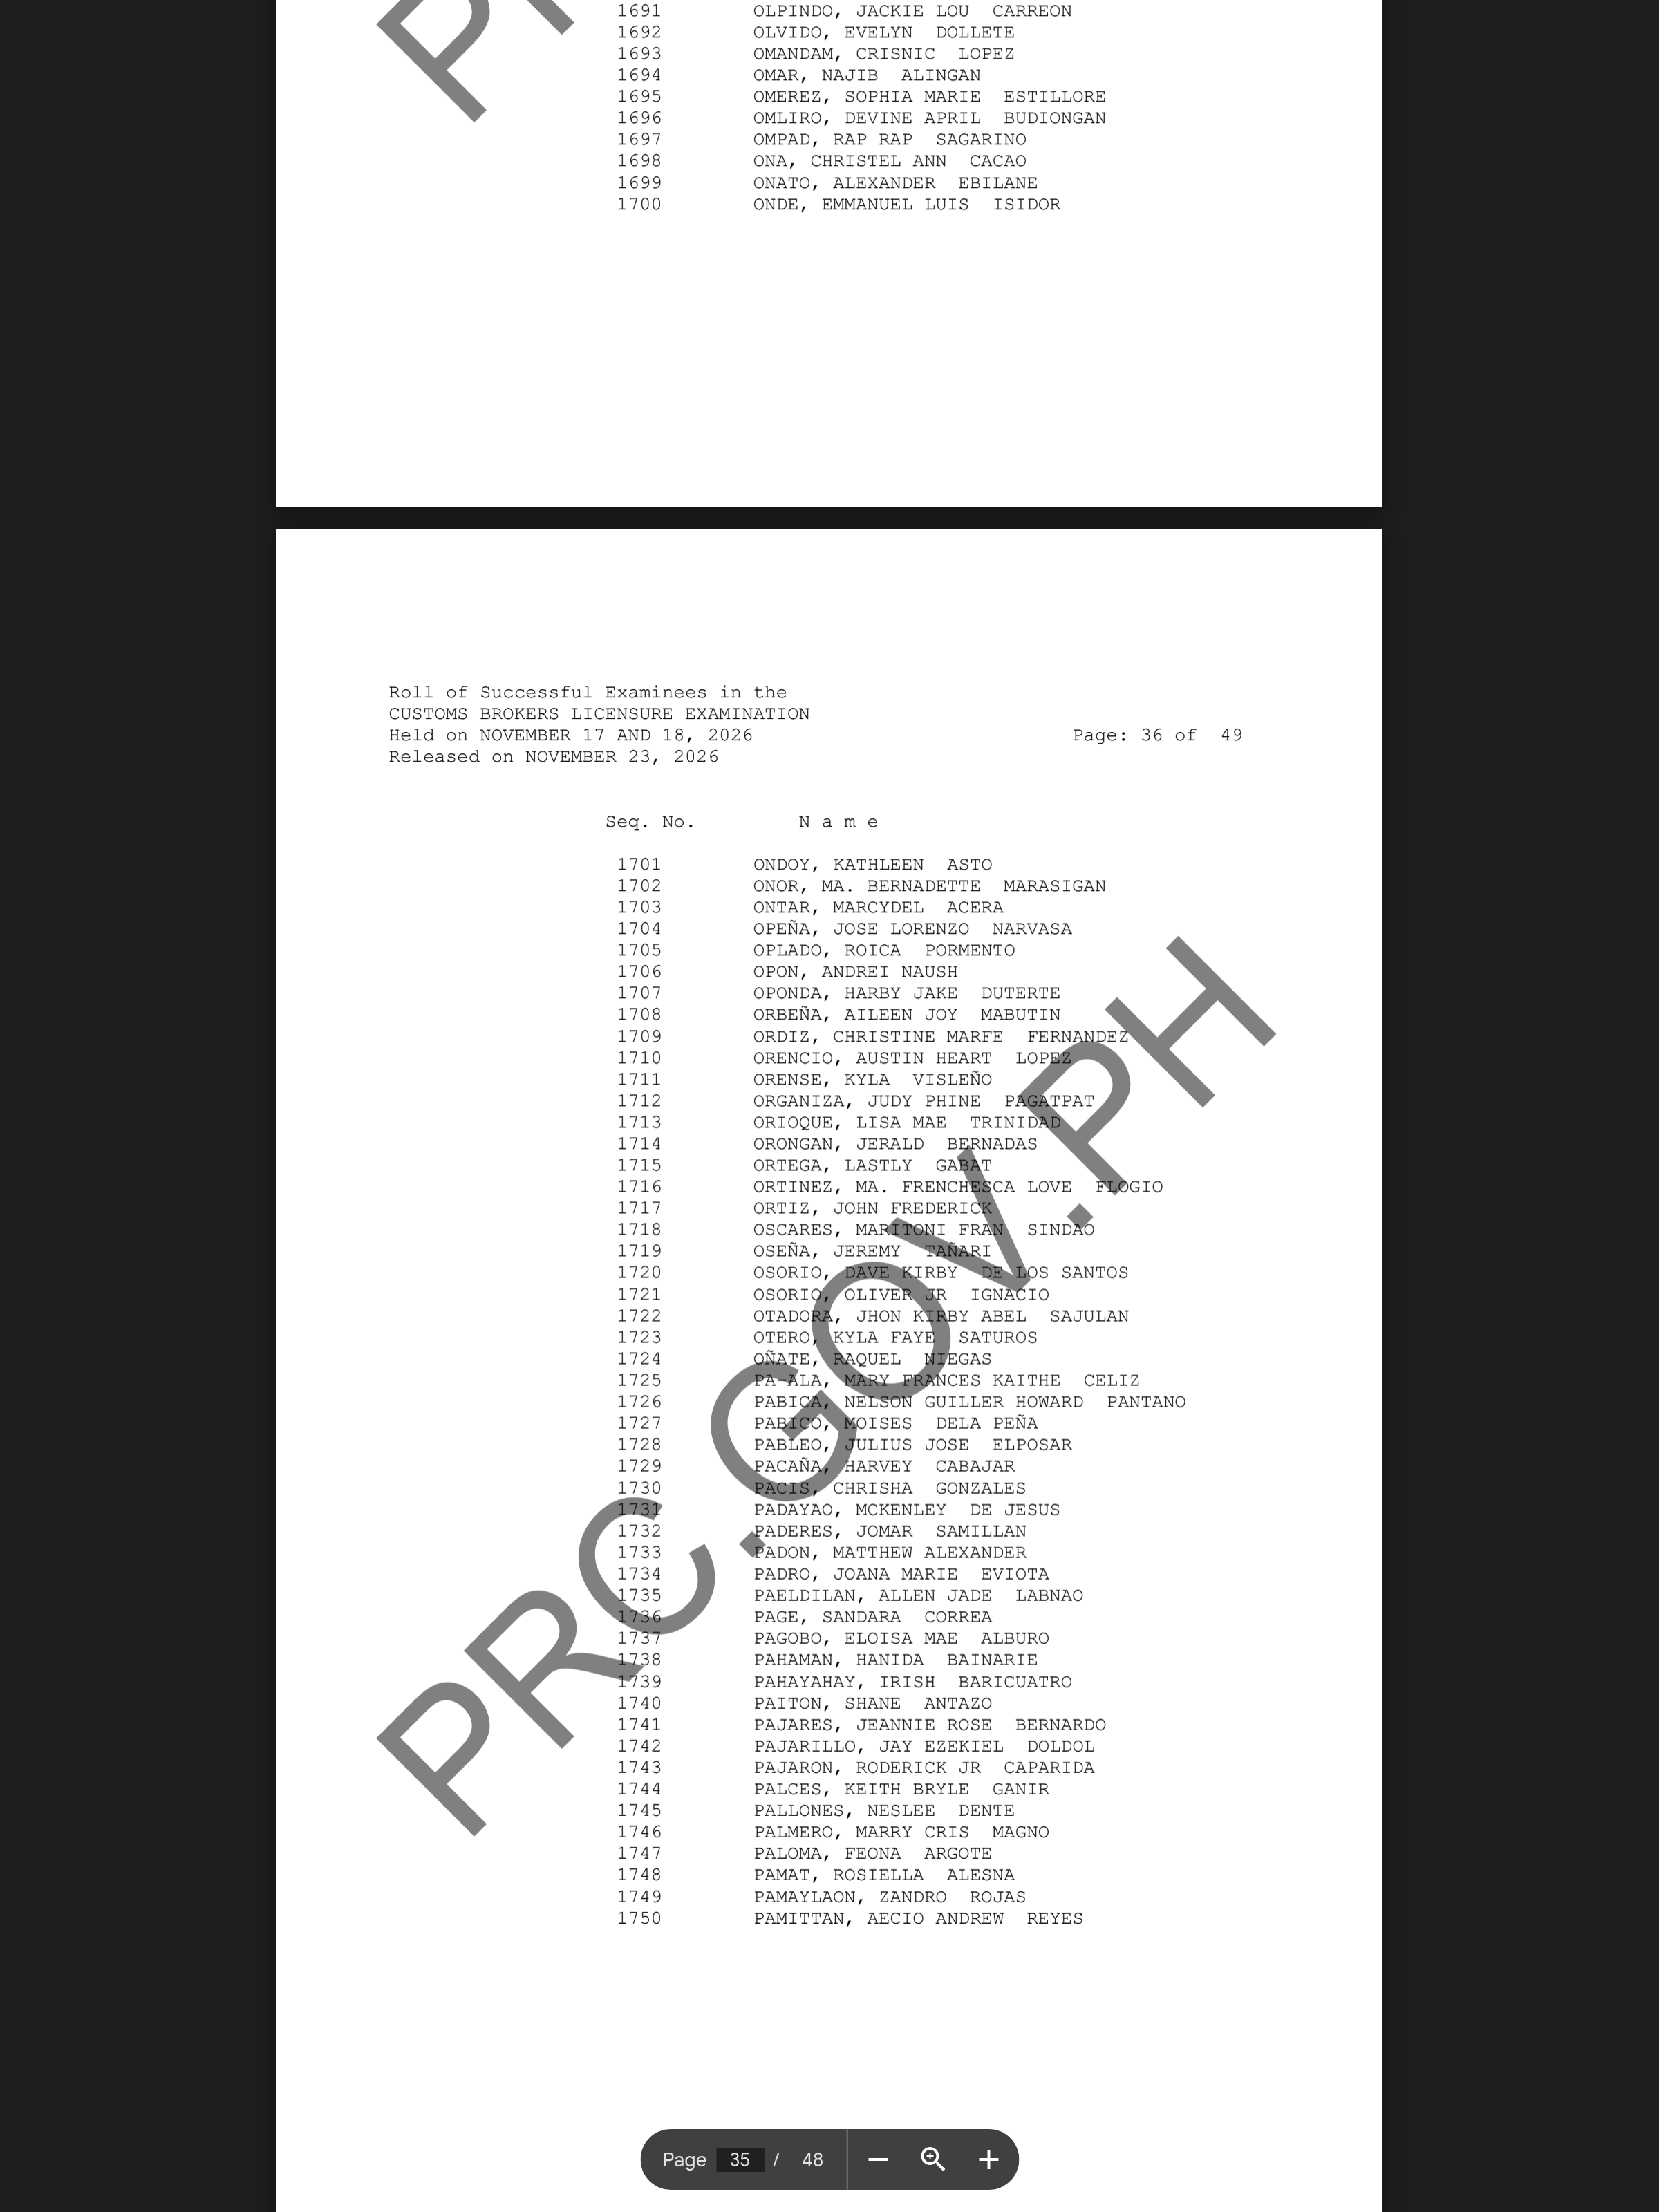 1691 OLPINDO, JACKIE LOU CARREON
1692 OLVIDO, EVELYN DOLLETE
1693 OMANDAM, CRISNIC LOPEZ
1694 OMAR, NAJIB ALINGAN
1695 OMEREZ, SOPHIA MARIE ESTILLORE
1696 OMLIRO, DEVINE APRIL BUDIONGAN
1697 OMPAD, RAP RAP SAGARINO
1698 ONA, CHRISTEL ANN CACAO
1699 ONATO, ALEXANDER EBILANE
1700 ONDE, EMMANUEL LUIS ISIDOR
Roll of Successful Examinees in the
CUSTOMS BROKERS LICENSURE EXAMINATION
Held on NOVEMBER 17 AND 18, 2026 Page: 36 of 49
Released on NOVEMBER 23, 2026
Seq. No. N a m e
1701 ONDOY, KATHLEEN ASTO
1702 ONOR, MA. BERNADETTE MARASIGAN
1703 ONTAR, MARCYDEL ACERA
1704 OPEÑA, JOSE LORENZO NARVASA
1705 OPLADO, ROICA PORMENTO
1706 OPON, ANDREI NAUSH
1707 OPONDA, HARBY JAKE DUTERTE
1708 ORBEÑA, AILEEN JOY MABUTIN
1709 ORDIZ, CHRISTINE MARFE FERNANDEZ
1710 ORENCIO, AUSTIN HEART LOPEZ
1711 ORENSE, KYLA VISLEÑO
1712 ORGANIZA, JUDY PHINE PAGATPAT
1713 ORIOQUE, LISA MAE TRINIDAD
1714 ORONGAN, JERALD BERNADAS
1715 ORTEGA, LASTLY GABAT
1716 ORTINEZ, MA. FRENCHESCA LOVE FLOGIO
1717 ORTIZ, JOHN FREDERICK
1718 OSCARES, MARITONI FRAN SINDAO
1719 OSEÑA, JEREMY TAÑARI
1720 OSORIO, DAVE KIRBY DE LOS SANTOS
1721 OSORIO, OLIVER JR IGNACIO
1722 OTADORA, JHON KIRBY ABEL SAJULAN
1723 OTERO, KYLA FAYE SATUROS
1724 OÑATE, RAQUEL NIEGAS
1725 PA-ALA, MARY FRANCES KAITHE CELIZ
1726 PABICA, NELSON GUILLER HOWARD PANTANO
1727 PABICO, MOISES DELA PEÑA
1728 PABLEO, JULIUS JOSE ELPOSAR
1729 PACAÑA, HARVEY CABAJAR
1730 PACIS, CHRISHA GONZALES
1731 PADAYAO, MCKENLEY DE JESUS
1732 PADERES, JOMAR SAMILLAN
1733 PADON, MATTHEW ALEXANDER
1734 PADRO, JOANA MARIE EVIOTA
1735 PAELDILAN, ALLEN JADE LABNAO
1736 PAGE, SANDARA CORREA
1737 PAGOBO, ELOISA MAE ALBURO
1738 PAHAMAN, HANIDA BAINARIE
1739 PAHAYAHAY, IRISH BARICUATRO
1740 PAITON, SHANE ANTAZO
1741 PAJARES, JEANNIE ROSE BERNARDO
1742 PAJARILLO, JAY EZEKIEL DOLDOL
1743 PAJARON, RODERICK JR CAPARIDA
1744 PALCES, KEITH BRYLE GANIR
1745 PALLONES, NESLEE DENTE
1746 PALMERO, MARRY CRIS MAGNO
1747 PALOMA, FEONA ARGOTE
1748 PAMAT, ROSIELLA ALESNA
1749 PAMAYLAON, ZANDRO ROJAS
1750 PAMITTAN, AECIO ANDREW REYES
PRC.GOV.PH
Page 35 / 48